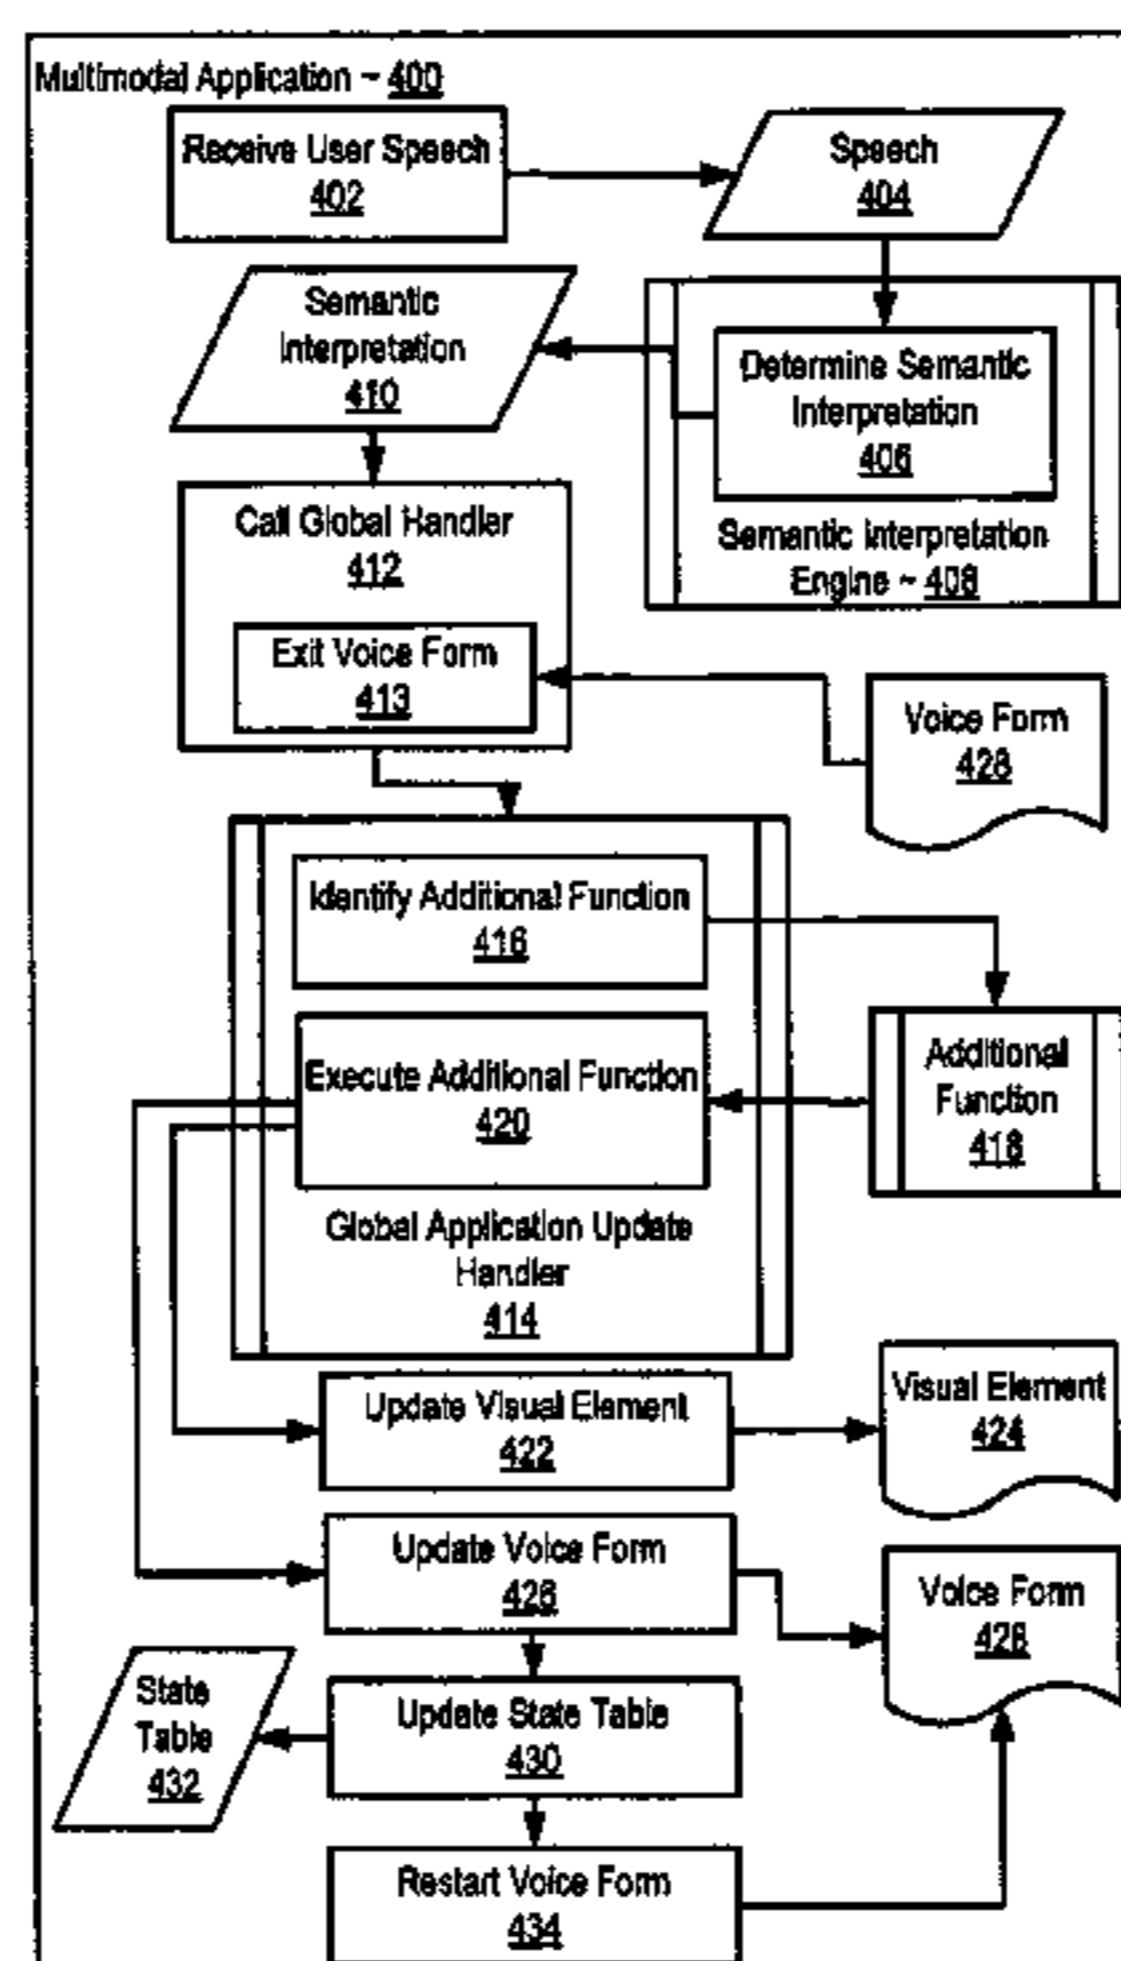 Multimodal Application ~ 400
Receive User Speech
402
Speech
404
Semantic
Interpretation
410
Determine Semantic
Interpretation
406
Semantic Interpretation
Engine ~ 408
Call Global Handler
412
Exit Voice Form
413
Voice Form
428
Identify Additional Function
416
Additional
Function
418
Execute Additional Function
420
Global Application Update
Handler
414
Update Visual Element
422
Visual Element
424
Update Voice Form
426
Voice Form
428
State
Table
432
Update State Table
430
Restart Voice Form
434